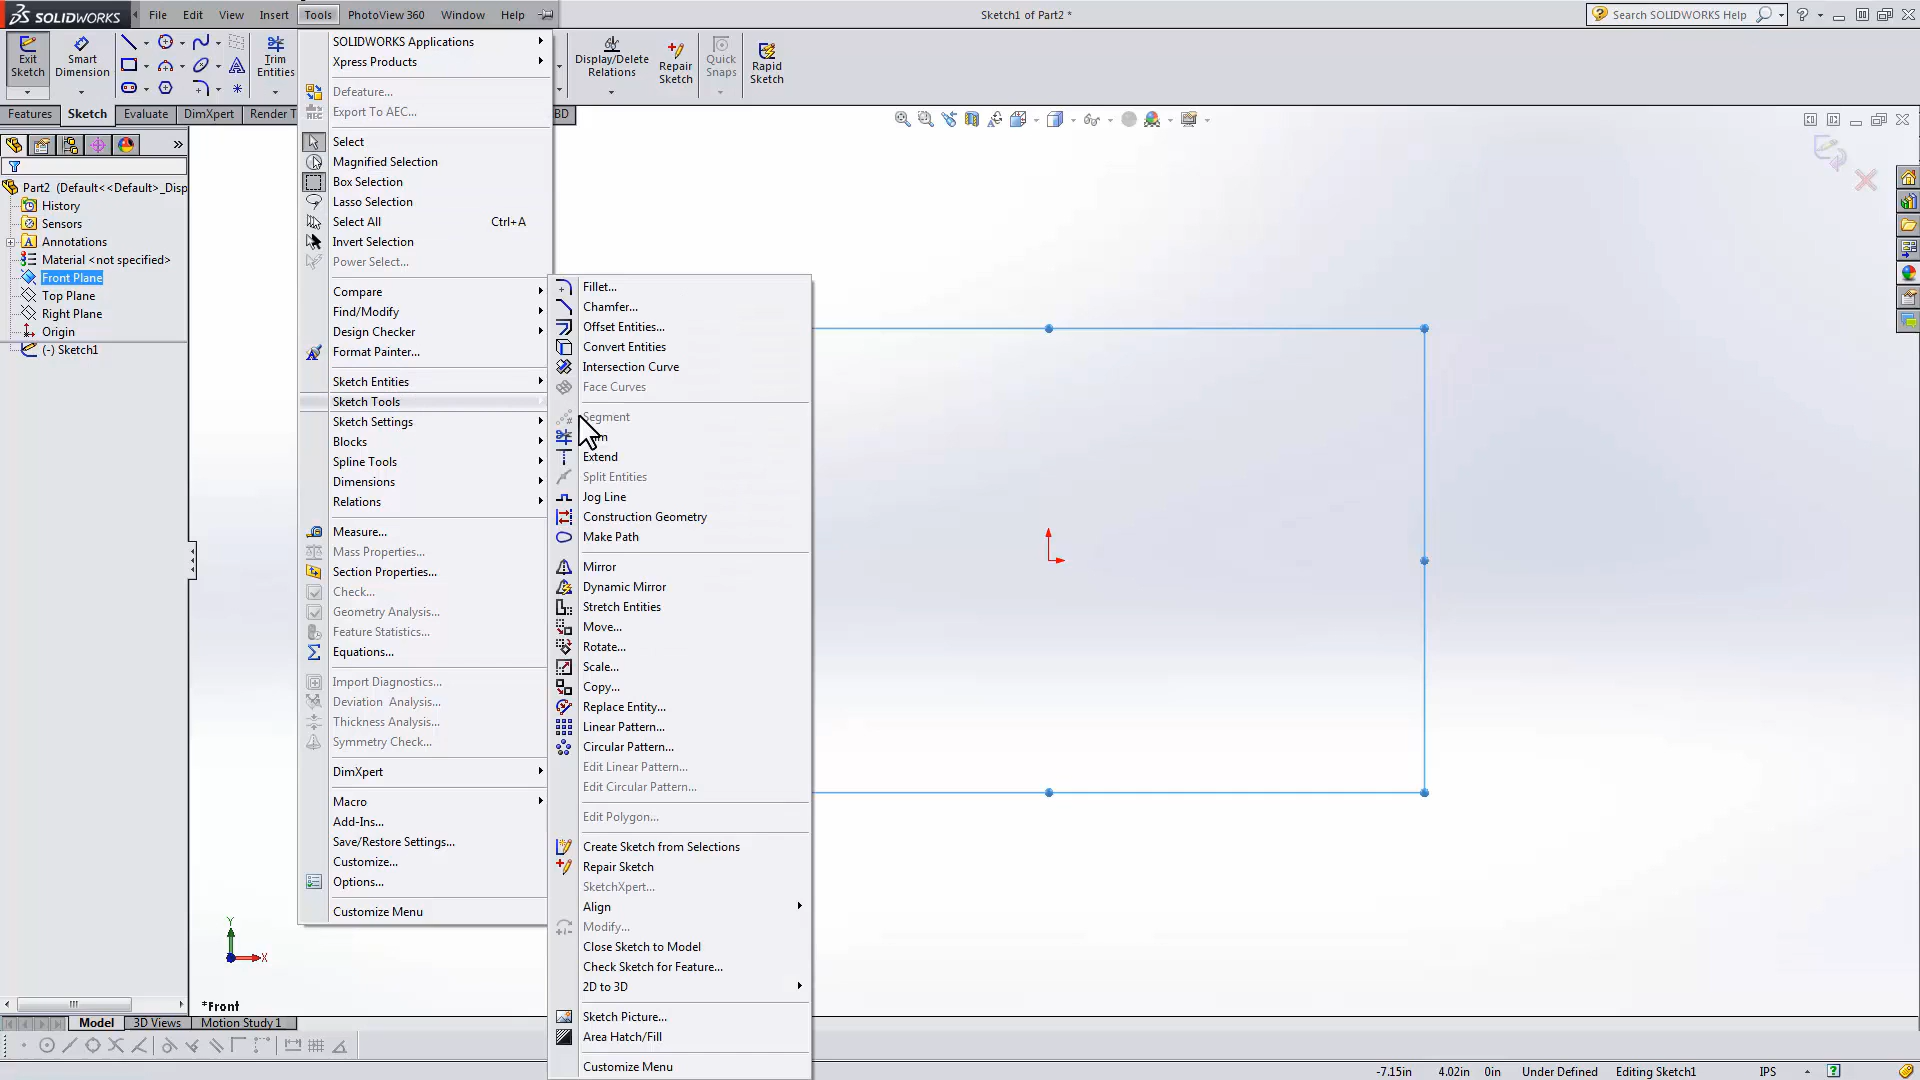 SOLIDWORKS File Edit View Insert Tools PhotoView 360 Window Help
Sketch1 of Part2 *
Search SOLIDWORKS Help
Exit Sketch
Smart Dimension
Trim Entities
Display/Delete Relations
Repair Sketch
Quick Snaps
Rapid Sketch
Features Sketch Evaluate DimXpert Render T
BD
Part2 (Default<<Default>_Disp
History
Sensors
Annotations
Material <not specified>
Front Plane
Top Plane
Right Plane
Origin
(-) Sketch1
SOLIDWORKS Applications
Xpress Products
Defeature...
Export To AEC...
Select
Magnified Selection
Box Selection
Lasso Selection
Select All Ctrl+A
Invert Selection
Power Select...
Compare
Find/Modify
Design Checker
Format Painter...
Sketch Entities
Sketch Tools
Sketch Settings
Blocks
Spline Tools
Dimensions
Relations
Measure...
Mass Properties...
Section Properties...
Check...
Geometry Analysis...
Feature Statistics...
Equations...
Import Diagnostics...
Deviation Analysis...
Thickness Analysis...
Symmetry Check...
DimXpert
Macro
Add-Ins...
Save/Restore Settings...
Customize...
Options...
Customize Menu
Fillet...
Chamfer...
Offset Entities...
Convert Entities
Intersection Curve
Face Curves
Segment
Extend
Split Entities
Jog Line
Construction Geometry
Make Path
Mirror
Dynamic Mirror
Stretch Entities
Move...
Rotate...
Scale...
Copy...
Replace Entity...
Linear Pattern...
Circular Pattern...
Edit Linear Pattern...
Edit Circular Pattern...
Edit Polygon...
Create Sketch from Selections
Repair Sketch
SketchXpert...
Align
Modify...
Close Sketch to Model
Check Sketch for Feature...
2D to 3D
Sketch Picture...
Area Hatch/Fill
Customize Menu
Y
X
*Front
Model 3D Views Motion Study 1
-7.15in 4.02in 0in Under Defined Editing Sketch1 IPS